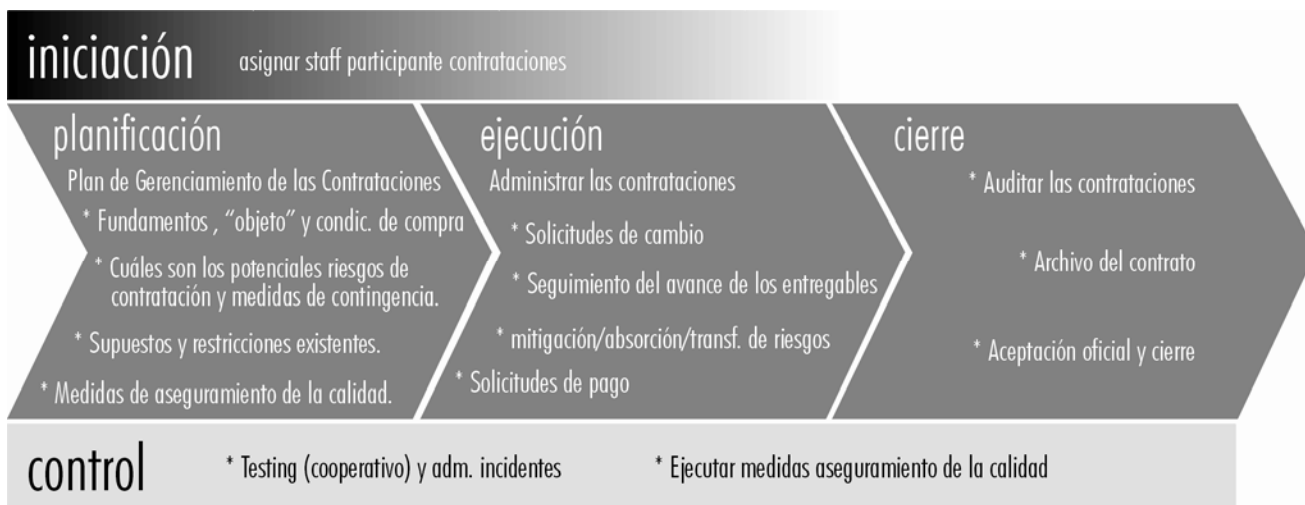 iniciación
asignar staff participante contrataciones
planificación
Plan de Gerenciamiento de las Contrataciones
* Fundamentos , “objeto” y condic. de compra
* Cuáles son los potenciales riesgos de
contratación y medidas de contingencia.
* Supuestos y restricciones existentes.
* Medidas de aseguramiento de la calidad.
ejecución
Administrar las contrataciones
* Solicitudes de cambio
* Seguimiento del avance de los entregables
* mitigación/absorción/transf. de riesgos
* Solicitudes de pago
cierre
* Auditar las contrataciones
* Archivo del contrato
* Aceptación oficial y cierre
control
* Testing (cooperativo) y adm. incidentes
* Ejecutar medidas aseguramiento de la calidad